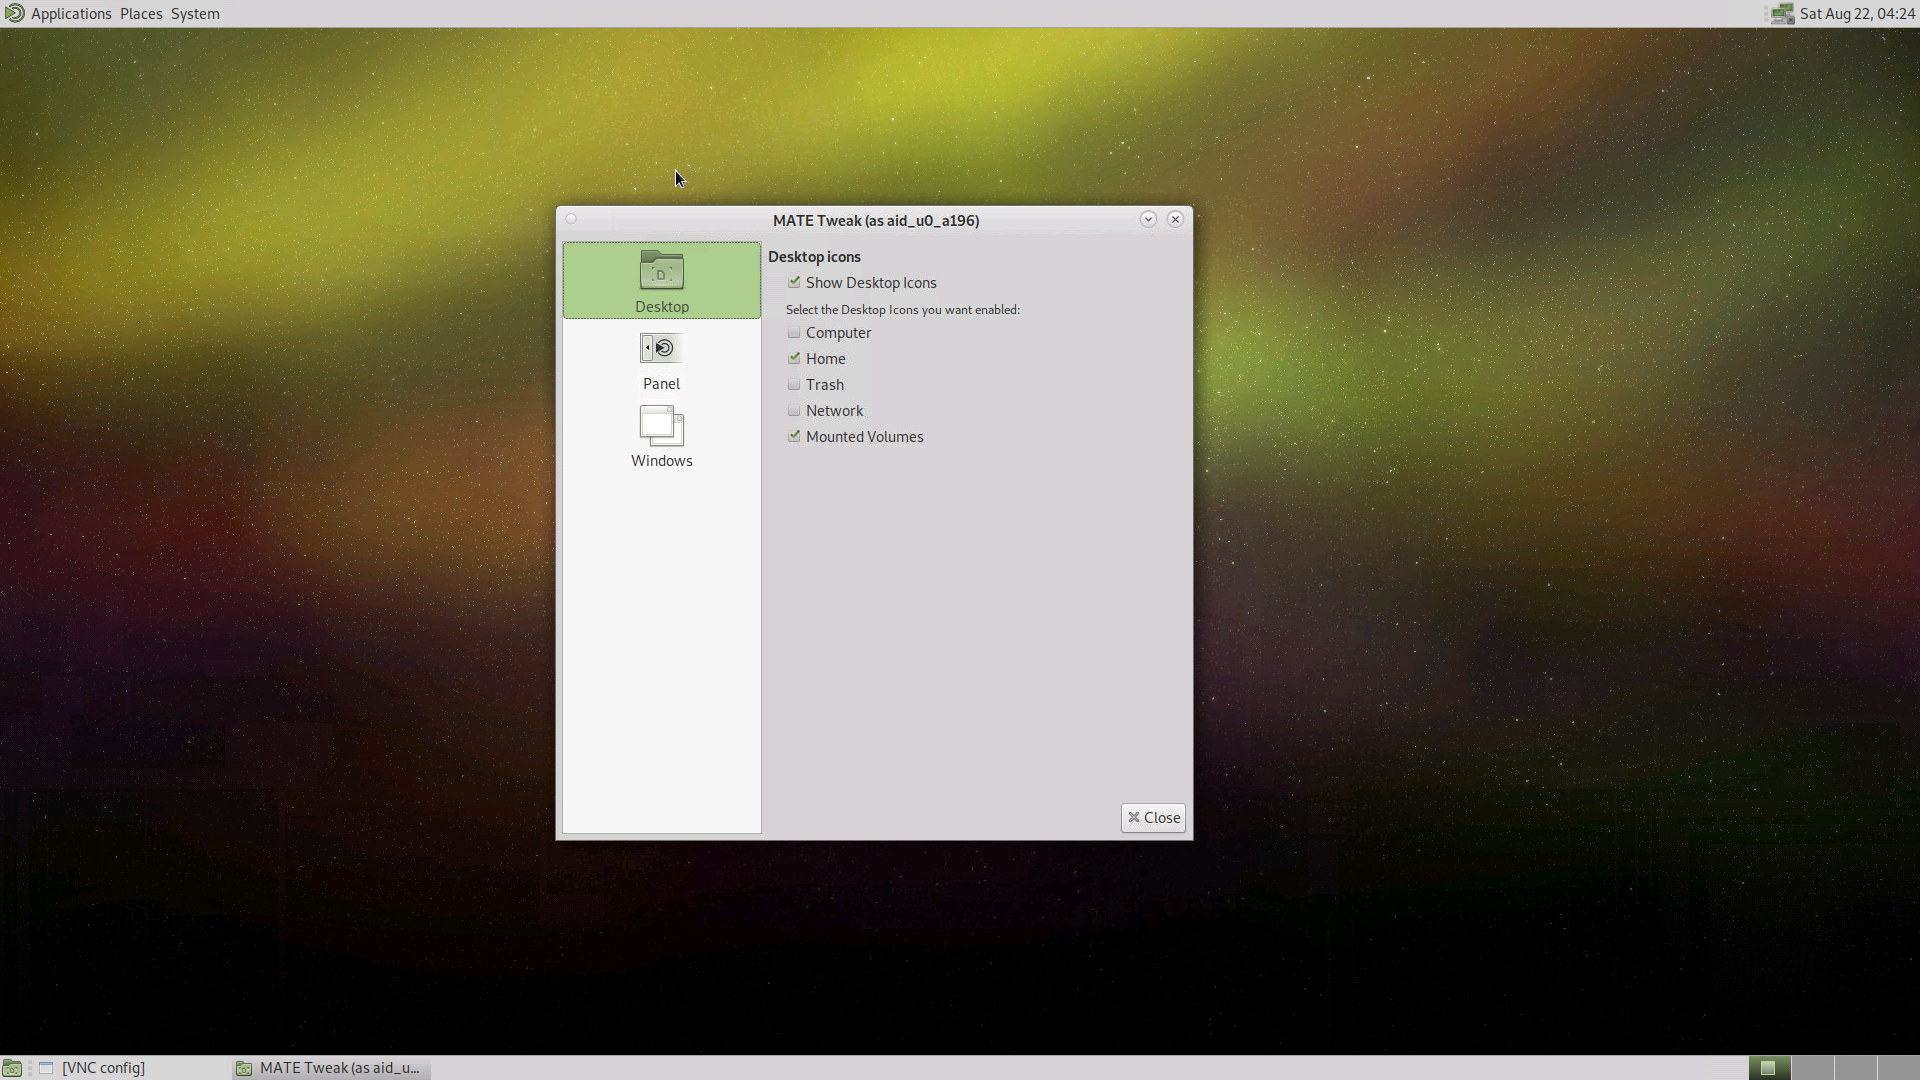 Applications Places System Sat Aug 22, 04:24
MATE Tweak (as aid_u0_a196)
Desktop
Panel
Windows
Desktop icons
Show Desktop Icons
Select the Desktop Icons you want enabled:
Computer
Home
Trash
Network
Mounted Volumes
Close
[VNC config] MATE Tweak (as aid_u...